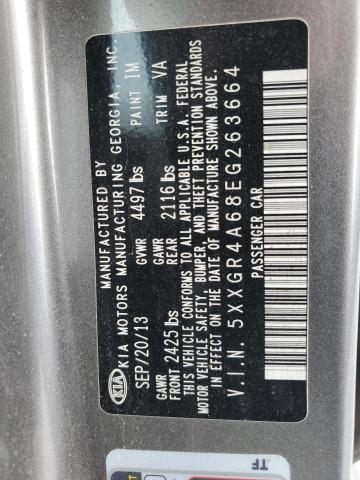 MANUFACTURED BY
KIA KIA MOTORS MANUFACTURING GEORGIA, INC.
SEP/20/13 GVWR 4497 lbs PAINT IM
GAWR FRONT 2425 lbs GAWR REAR 2116 lbs TRIM VA
THIS VEHICLE CONFORMS TO ALL APPLICABLE U.S.A. FEDERAL
MOTOR VEHICLE SAFETY, BUMPER, AND THEFT PREVENTION STANDARDS
IN EFFECT ON THE DATE OF MANUFACTURE SHOWN ABOVE.
V.I.N. 5XXGR4A68EG263664
PASSENGER CAR
TF